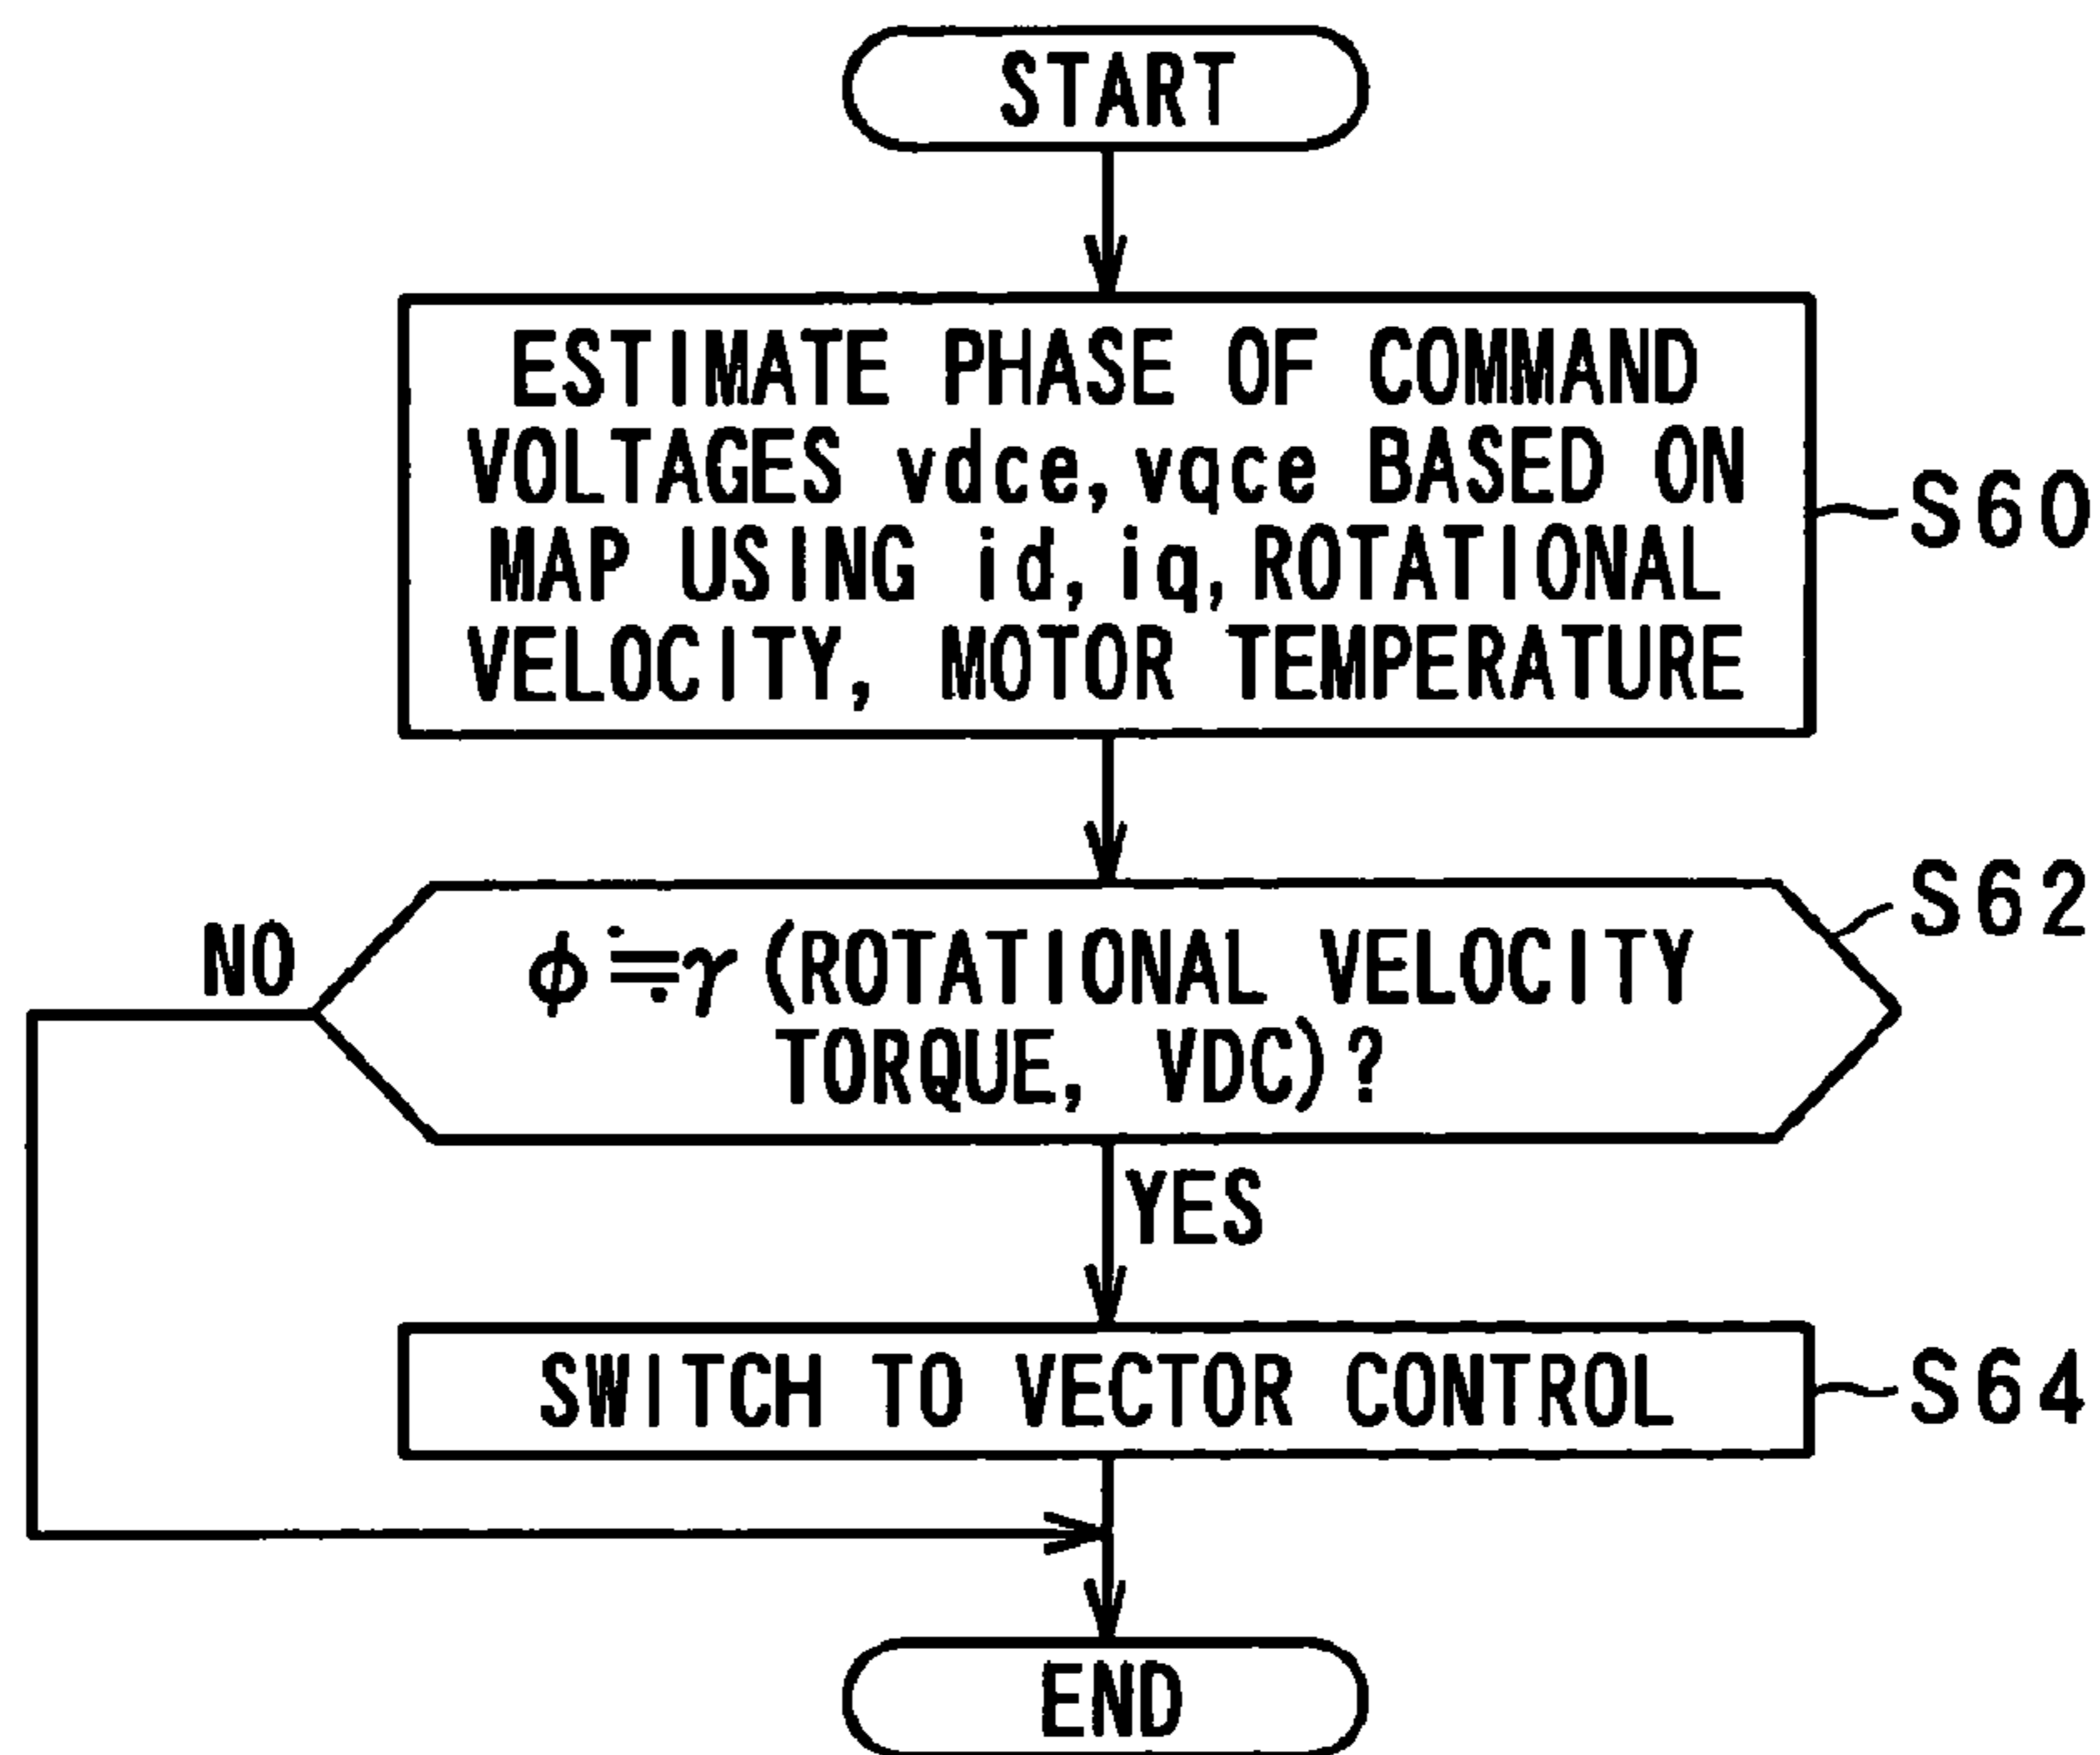 START
ESTIMATE PHASE OF COMMAND
VOLTAGES vdce, vqce BASED ON
MAP USING id, iq, ROTATIONAL
VELOCITY, MOTOR TEMPERATURE
S60
S62
NO
φ≒γ (ROTATIONAL VELOCITY
TORQUE, VDC)?
YES
SWITCH TO VECTOR CONTROL
S64
END